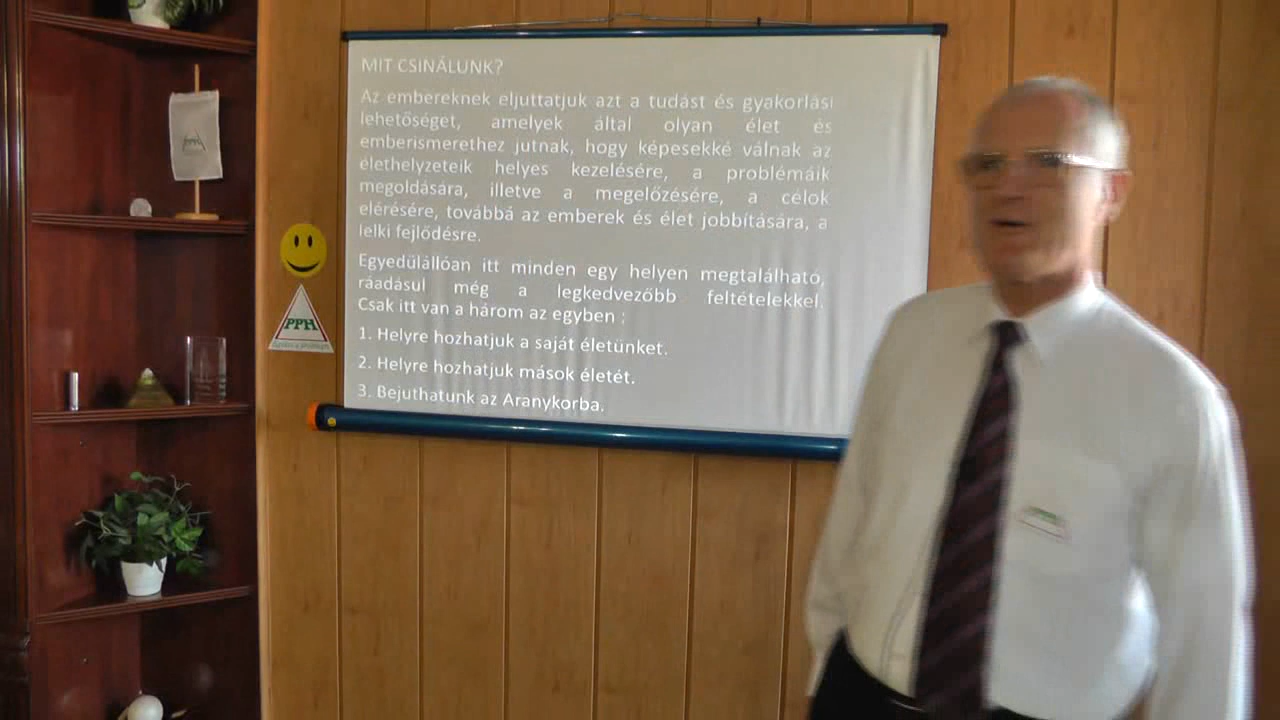 MIT CSINÁLUNK?
Az embereknek eljuttatjuk azt a tudást és gyakorlási
lehetőséget, amelyek által olyan élet és
emberismerethez jutnak, hogy képesekké válnak az
élethelyzeteik helyes kezelésére, a problémáik
megoldására, illetve a megelőzésére, a célok
elérésére, továbbá az emberek és élet jobbítására, a
lelki fejlődésre.
Egyedülállóan itt minden egy helyen megtalálható,
ráadásul még a legkedvezőbb feltételekkel.
Csak itt van a három az egyben :
1. Helyre hozhatjuk a saját életünket.
2. Helyre hozhatjuk mások életét.
3. Bejuthatunk az Aranykorba.
PPH
PPH
PPH